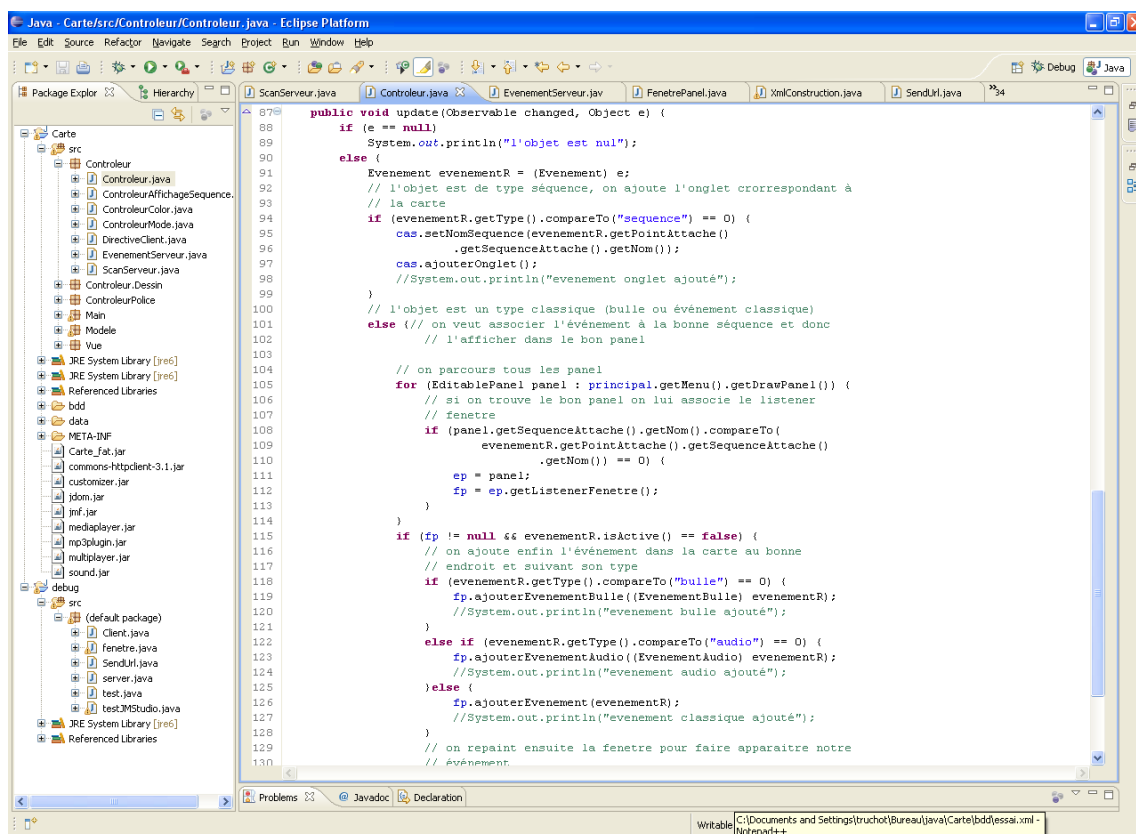 Java - Carte/src/Controleur/Controleur.java - Eclipse Platform
File Edit Source Refactor Navigate Search Project Run Window Help
Debug Java
Package Explor Hierarchy
ScanServeur.java Controleur.java EvenementServeur.jav FenetrePanel.java XmlConstruction.java SendUrl.java »34
Carte
src
Controleur
Controleur.java
ControleurAffichageSequence.
ControleurColor.java
ControleurMode.java
DirectiveClient.java
EvenementServeur.java
ScanServeur.java
Controleur.Dessin
ControleurPolice
Main
Modele
Vue
JRE System Library [jre6]
JRE System Library [jre6]
Referenced Libraries
bdd
data
META-INF
Carte_fat.jar
commons-httpclient-3.1.jar
customizer.jar
jdom.jar
jmf.jar
mediaplayer.jar
mp3plugin.jar
multiplayer.jar
sound.jar
debug
src
(default package)
Client.java
fenetre.java
SendUrl.java
server.java
test.java
testJMStudio.java
JRE System Library [jre6]
Referenced Libraries
87 public void update(Observable changed, Object e) {
88 if (e == null)
89 System.out.println("l'objet est nul");
90 else {
91 Evenement evenementR = (Evenement) e;
92 // l'objet est de type séquence, on ajoute l'onglet crorrespondant à
93 // la carte
94 if (evenementR.getType().compareTo("sequence") == 0) {
95 cas.setNomSequence(evenementR.getPointAttache()
96 .getSequenceAttache().getNom());
97 cas.ajouterOnglet();
98 //System.out.println("evenement onglet ajouté");
99 }
100 // l'objet est un type classique (bulle ou événement classique)
101 else {// on veut associer l'événement à la bonne séquence et donc
102 // l'afficher dans le bon panel
103
104 // on parcours tous les panel
105 for (EditablePanel panel : principal.getMenu().getDrawPanel()) {
106 // si on trouve le bon panel on lui associe le listener
107 // fenetre
108 if (panel.getSequenceAttache().getNom().compareTo(
109 evenementR.getPointAttache().getSequenceAttache()
110 .getNom()) == 0) {
111 ep = panel;
112 fp = ep.getListenerFenetre();
113 }
114 }
115 if (fp != null && evenementR.isActive() == false) {
116 // on ajoute enfin l'événement dans la carte au bonne
117 // endroit et suivant son type
118 if (evenementR.getType().compareTo("bulle") == 0) {
119 fp.ajouterEvenementBulle((EvenementBulle) evenementR);
120 //System.out.println("evenement bulle ajouté");
121 }
122 else if (evenementR.getType().compareTo("audio") == 0) {
123 fp.ajouterEvenementAudio((EvenementAudio) evenementR);
124 //System.out.println("evenement audio ajouté");
125 }else {
126 fp.ajouterEvenement(evenementR);
127 //System.out.println("evenement classique ajouté");
128 }
129 // on repaint ensuite la fenetre pour faire apparaitre notre
130 // événement
Problems Javadoc Declaration
Writable
C:\Documents and Settings\truchot\Bureau\java\Carte\bdd\essai.xml -
Notepad++